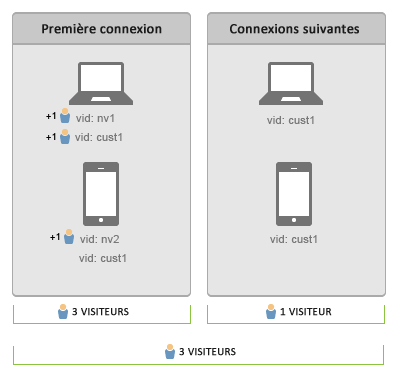 Première connexion
Connexions suivantes
+1 vid: nv1
+1 vid: cust1
vid: cust1
+1 vid: nv2
vid: cust1
vid: cust1
3 VISITEURS
1 VISITEUR
3 VISITEURS